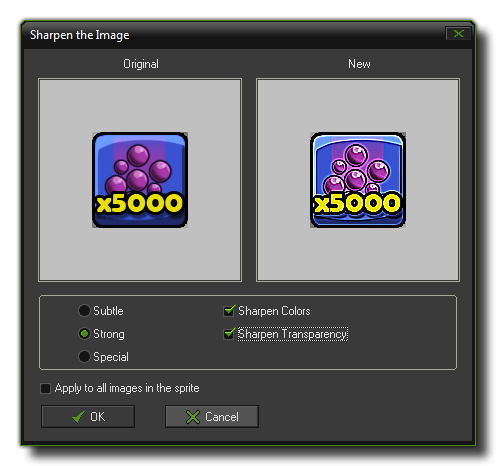 Sharpen the Image
Original
New
x5000
x5000
Subtle
Sharpen Colors
Strong
Sharpen Transparency
Special
Apply to all images in the sprite
OK
Cancel